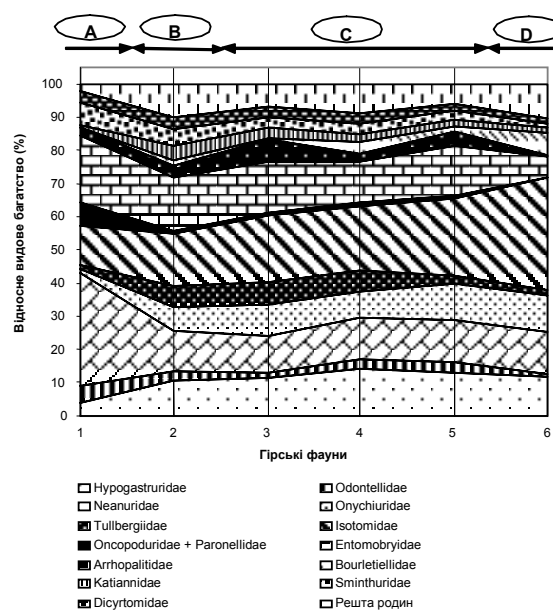 A B C D
100
90
80
70
60
50
40
30
20
10
0
Відносне видове багатство (%)
1 2 3 4 5 6
Гірські фауни
Hypogastruridae Odontellidae
Neanuridae Onychiuridae
Tullbergiidae Isotomidae
Oncopoduridae + Paronellidae Entomobryidae
Arrhopalitidae Bourletiellidae
Katiannidae Sminthuridae
Dicyrtomidae Решта родин